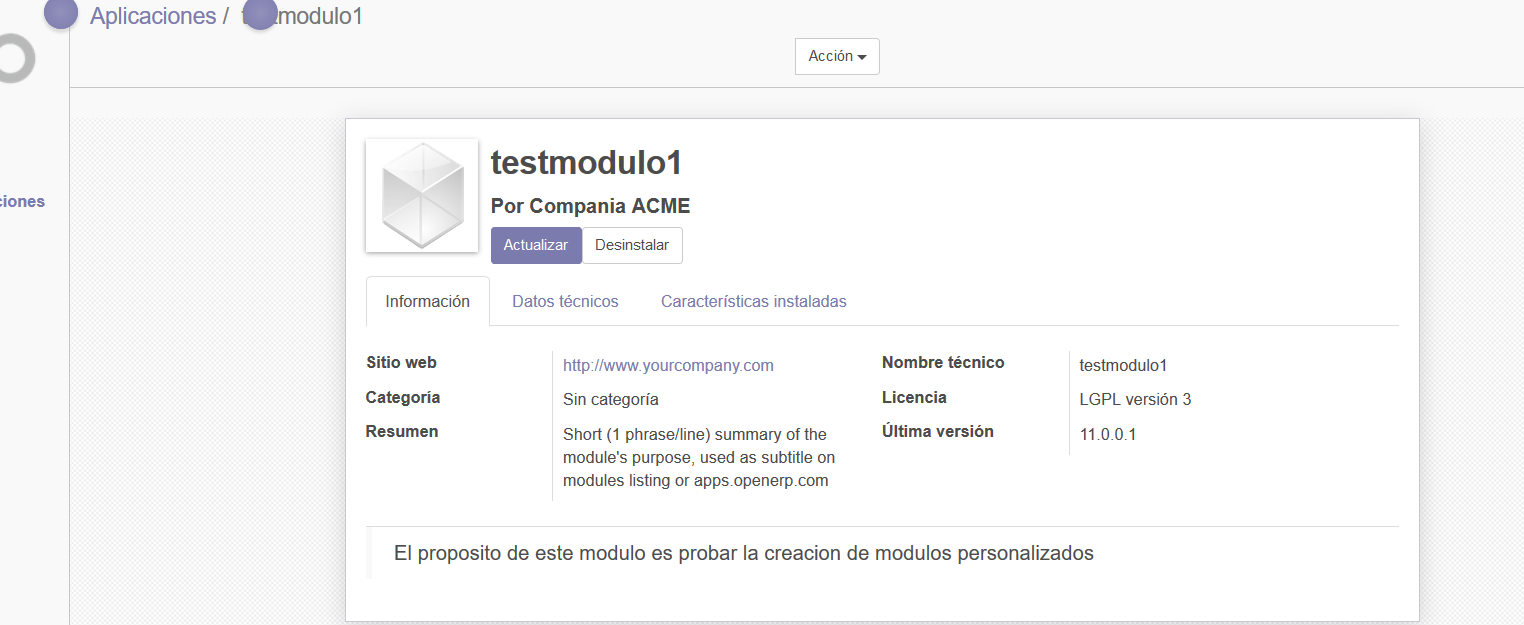 Aplicaciones / t modulo1
Acción
ciones
testmodulo1
Por Compania ACME
Actualizar Desinstalar
Información Datos técnicos Características instaladas
Sitio web http://www.yourcompany.com Nombre técnico testmodulo1
Categoría Sin categoría Licencia LGPL versión 3
Resumen Short (1 phrase/line) summary of the Última versión 11.0.0.1
module's purpose, used as subtitle on
modules listing or apps.openerp.com
El proposito de este modulo es probar la creacion de modulos personalizados